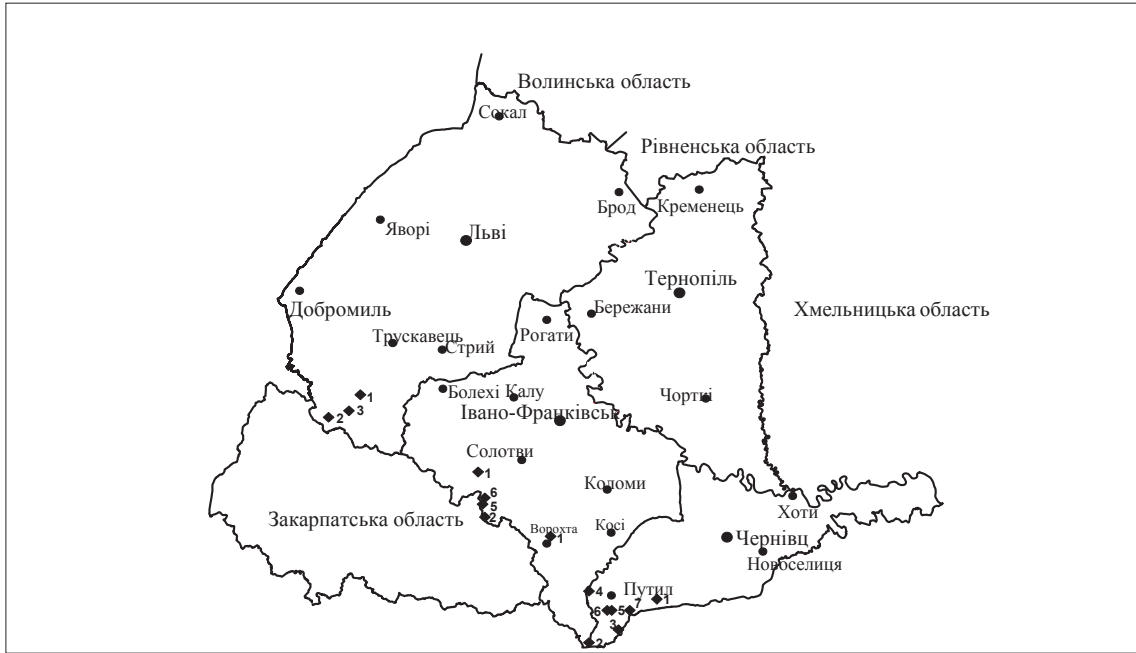 Волинська область
Сокал
Рівненська область
Брод
Кременець
Яворі
Льві
Тернопіль
Добромиль
Бережани
Хмельницька область
Рогати
Трускавець
Стрий
Болехі
Калу
1
3
2
Чорткі
Івано-Франківськ
Солотви
1
Коломи
6
5
2
Хоти
Закарпатська область
Косі
Ворохта
1
Чернівц
Новоселиця
4
Путил
7
1
6
5
3
2